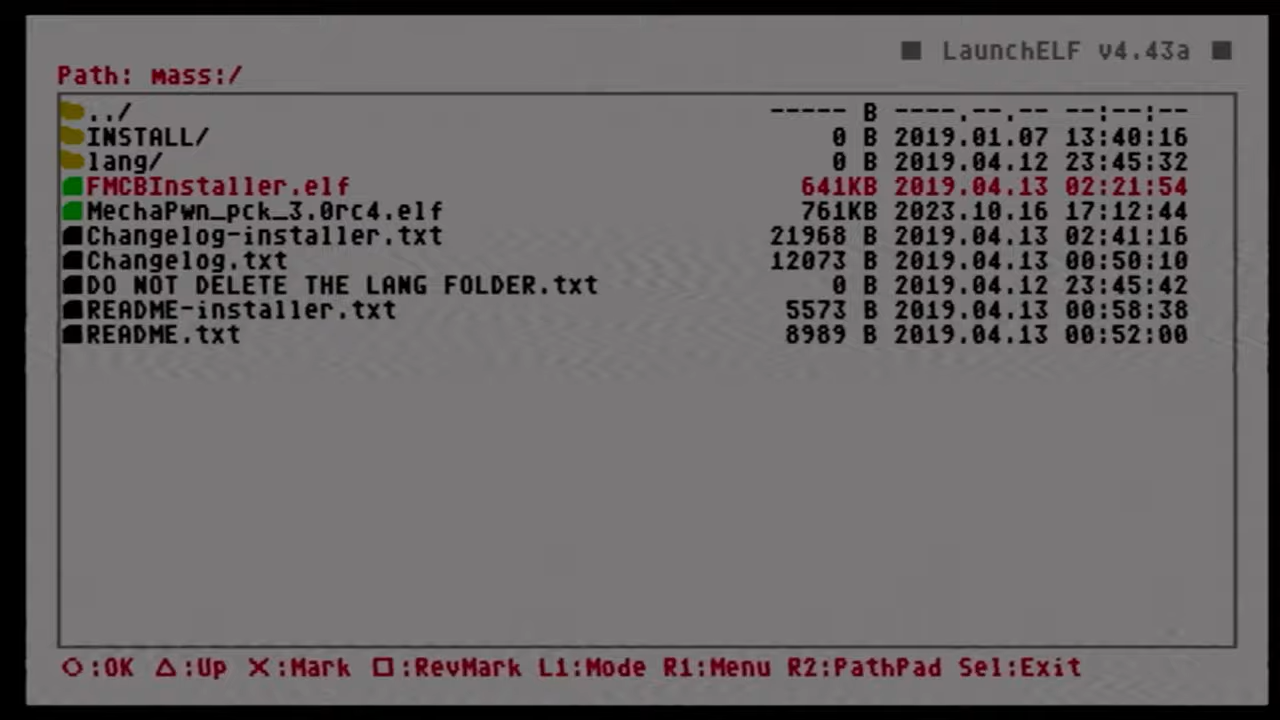 ■ LaunchELF v4.43a ■
Path: mass:/
../ ----- B ----.--.-- --:--:--
INSTALL/ 0 B 2019.01.07 13:40:16
lang/ 0 B 2019.04.12 23:45:32
FMCBInstaller.elf 641KB 2019.04.13 02:21:54
MechaPwn_pck_3.0rc4.elf 761KB 2023.10.16 17:12:44
Changelog-installer.txt 21968 B 2019.04.13 02:41:16
Changelog.txt 12073 B 2019.04.13 00:50:10
DO NOT DELETE THE LANG FOLDER.txt 0 B 2019.04.12 23:45:42
README-installer.txt 5573 B 2019.04.13 00:58:38
README.txt 8989 B 2019.04.13 00:52:00
○:OK △:Up ×:Mark □:RevMark L1:Mode R1:Menu R2:PathPad Sel:Exit